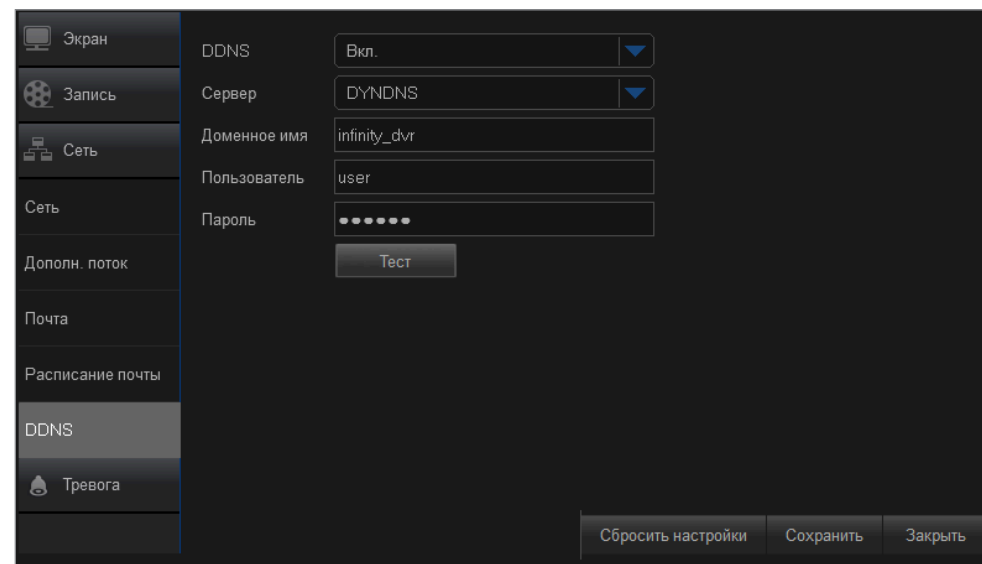 Экран
Запись
Сеть
Сеть
Дополн. поток
Почта
Расписание почты
DDNS
Тревога
DDNS Вкл.
Сервер DYNDNS
Доменное имя infinity_dvr
Пользователь user
Пароль ●●●●●●
Тест
Сбросить настройки Сохранить Закрыть